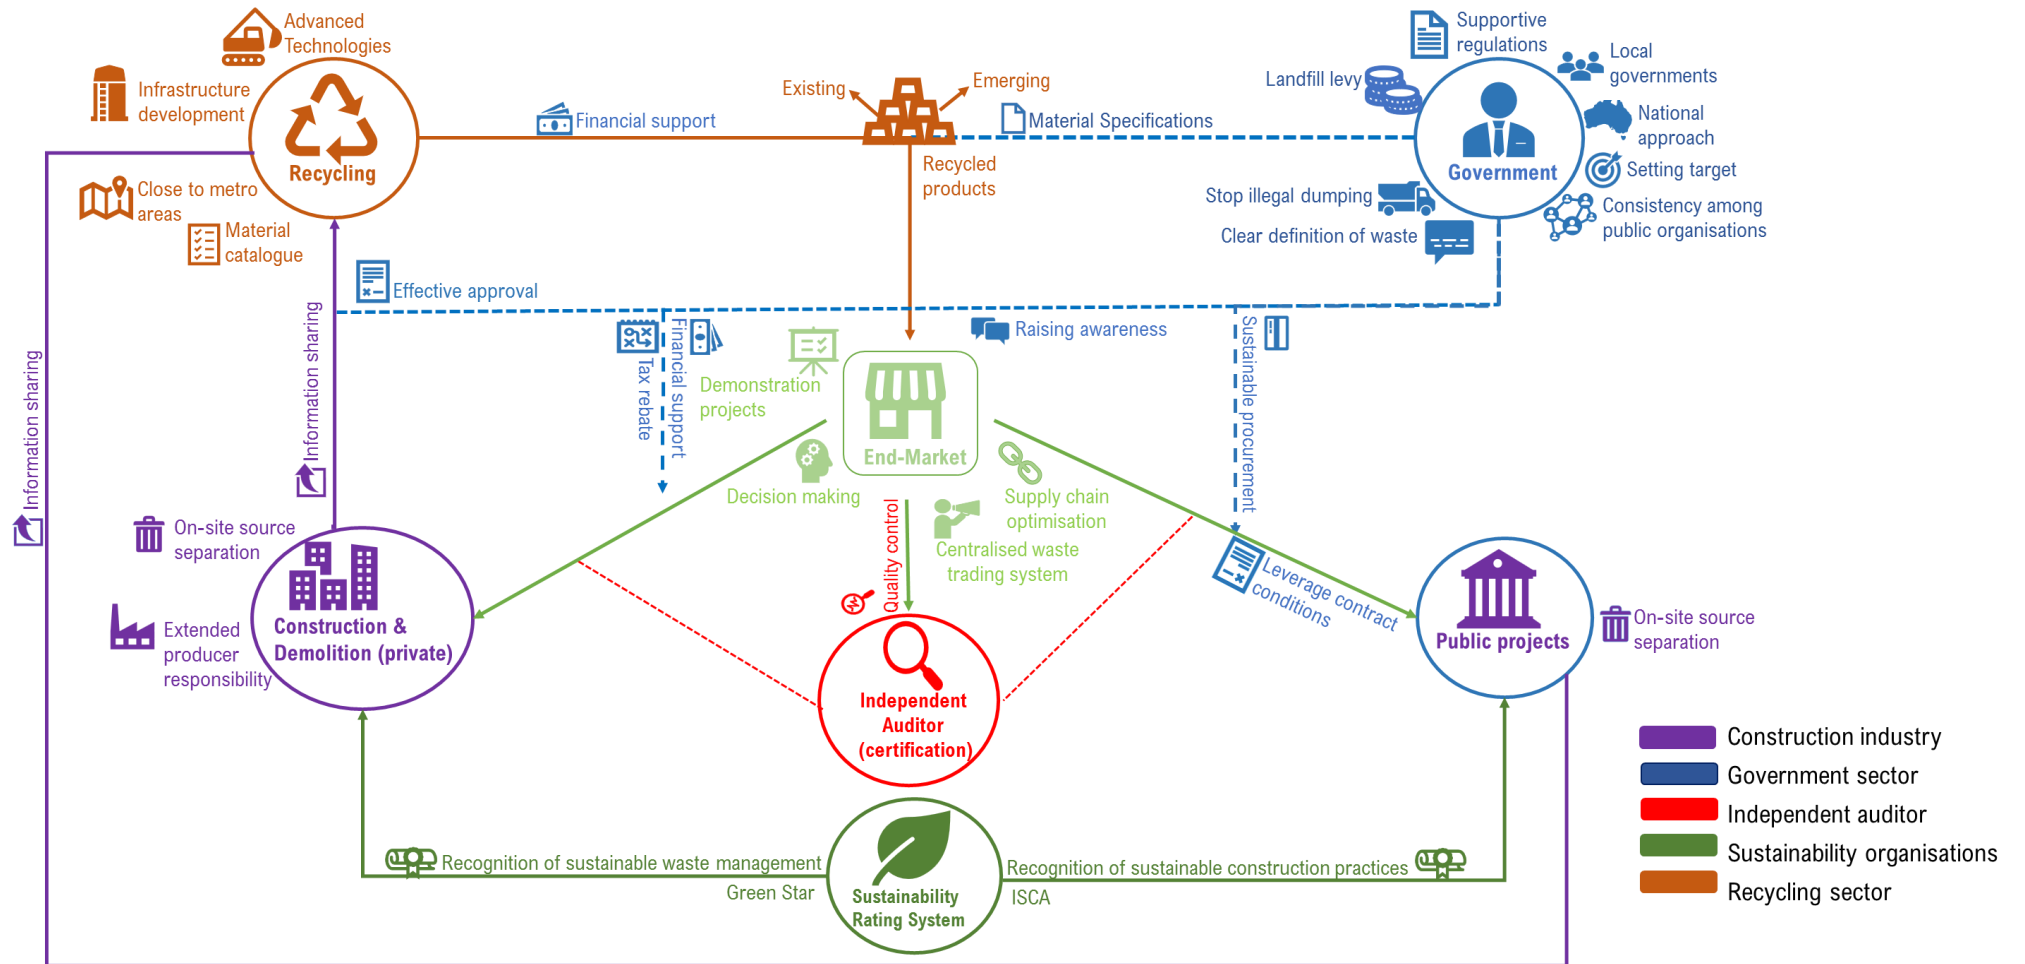 Advanced
Technologies
Infrastructure
development
Recycling
Close to metro
areas
Material
catalogue
Financial support
Existing
Emerging
Recycled
products
Material Specifications
Supportive
regulations
Landfill levy
Local
governments
National
approach
Government
Setting target
Stop illegal dumping
Consistency among
public organisations
Clear definition of waste
Effective approval
Information sharing
Information sharing
Tax rebate
Financial support
Raising awareness
Sustainable procurement
Demonstration
projects
End-Market
Decision making
Quality control
Supply chain
optimisation
Centralised waste
trading system
Leverage contract
conditions
On-site source
separation
Extended
producer
responsibility
Construction &
Demolition (private)
Public projects
On-site source
separation
Independent
Auditor
(certification)
Recognition of sustainable waste management
Green Star
Sustainability
Rating System
Recognition of sustainable construction practices
ISCA
Construction industry
Government sector
Independent auditor
Sustainability organisations
Recycling sector